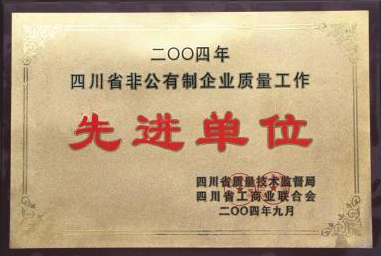 二〇〇四年
四川省非公有制企业质量工作
先进单位
四川省质量技术监督局
四川省工商业联合会
二〇〇四年九月